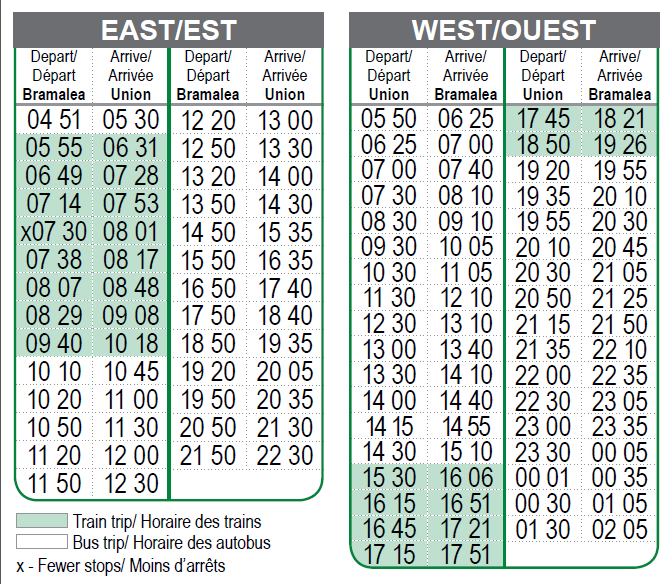 EAST/EST
Depart/ Arrive/ Depart/ Arrive/
Départ Arrivée Départ Arrivée
Bramalea Union Bramalea Union
04 51 05 30 12 20 13 00
05 55 06 31 12 50 13 30
06 49 07 28 13 20 14 00
07 14 07 53 13 50 14 30
x07 30 08 01 14 50 15 35
07 38 08 17 15 50 16 35
08 07 08 48 16 50 17 40
08 29 09 08 17 50 18 40
09 40 10 18 18 50 19 35
10 10 10 45 19 20 20 05
10 20 11 00 19 50 20 35
10 50 11 30 20 50 21 30
11 20 12 00 21 50 22 30
11 50 12 30
Train trip/ Horaire des trains
Bus trip/ Horaire des autobus
x - Fewer stops/ Moins d'arrêts
WEST/OUEST
Depart/ Arrive/ Depart/ Arrive/
Départ Arrivée Départ Arrivée
Union Bramalea Union Bramalea
05 50 06 25 17 45 18 21
06 25 07 00 18 50 19 26
07 00 07 40 19 20 19 55
07 30 08 10 19 35 20 10
08 30 09 10 19 55 20 30
09 30 10 05 20 10 20 45
10 30 11 05 20 30 21 05
11 30 12 10 20 50 21 25
12 30 13 10 21 15 21 50
13 00 13 40 21 35 22 10
13 30 14 10 22 00 22 35
14 00 14 40 22 30 23 05
14 15 14 55 23 00 23 35
14 30 15 10 23 30 00 05
15 30 16 06 00 01 00 35
16 15 16 51 00 30 01 05
16 45 17 21 01 30 02 05
17 15 17 51